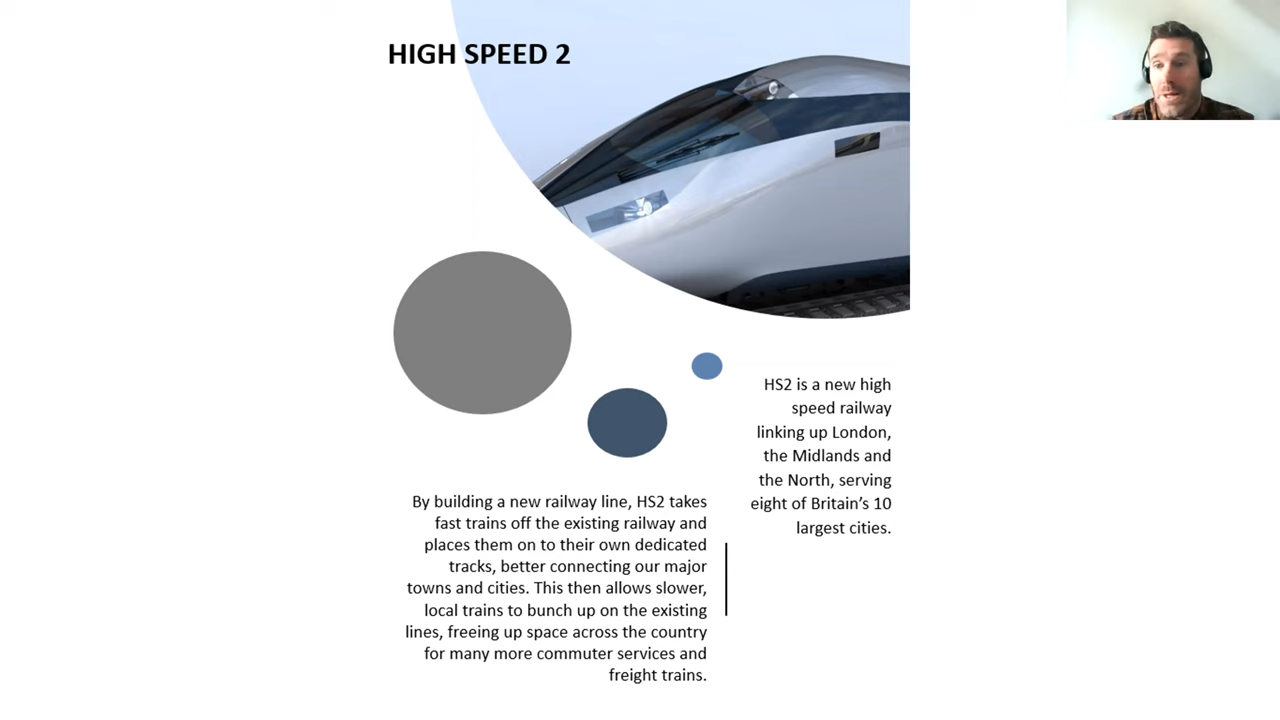 HIGH SPEED 2
HS2 is a new high
speed railway
linking up London,
the Midlands and
the North, serving
eight of Britain’s 10
largest cities.
By building a new railway line, HS2 takes
fast trains off the existing railway and
places them on to their own dedicated
tracks, better connecting our major
towns and cities. This then allows slower,
local trains to bunch up on the existing
lines, freeing up space across the country
for many more commuter services and
freight trains.